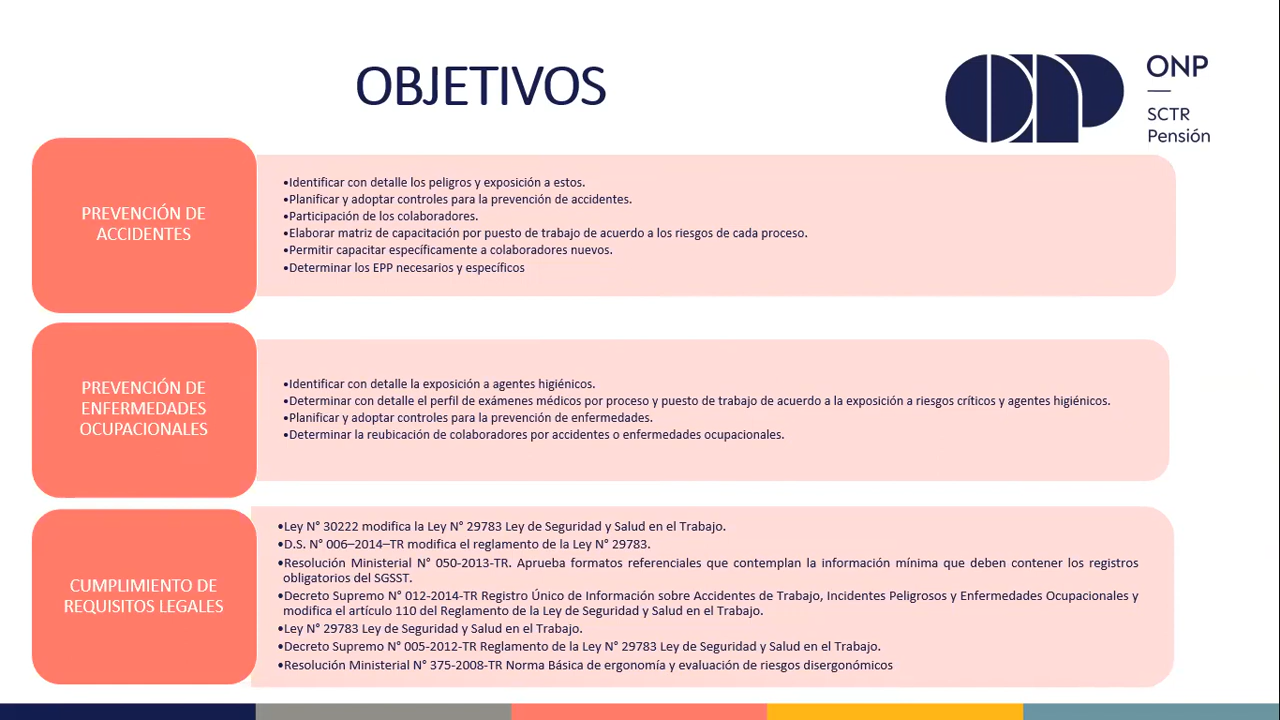 OBJETIVOS
ONP
SCTR
Pensión
PREVENCIÓN DE
ACCIDENTES
•Identificar con detalle los peligros y exposición a estos.
•Planificar y adoptar controles para la prevención de accidentes.
•Participación de los colaboradores.
•Elaborar matriz de capacitación por puesto de trabajo de acuerdo a los riesgos de cada proceso.
•Permitir capacitar específicamente a colaboradores nuevos.
•Determinar los EPP necesarios y específicos
PREVENCIÓN DE
ENFERMEDADES
OCUPACIONALES
•Identificar con detalle la exposición a agentes higiénicos.
•Determinar con detalle el perfil de exámenes médicos por proceso y puesto de trabajo de acuerdo a la exposición a riesgos críticos y agentes higiénicos.
•Planificar y adoptar controles para la prevención de enfermedades.
•Determinar la reubicación de colaboradores por accidentes o enfermedades ocupacionales.
CUMPLIMIENTO DE
REQUISITOS LEGALES
•Ley N° 30222 modifica la Ley N° 29783 Ley de Seguridad y Salud en el Trabajo.
•D.S. N° 006–2014–TR modifica el reglamento de la Ley N° 29783.
•Resolución Ministerial N° 050-2013-TR. Aprueba formatos referenciales que contemplan la información mínima que deben contener los registros
obligatorios del SGSST.
•Decreto Supremo N° 012-2014-TR Registro Único de Información sobre Accidentes de Trabajo, Incidentes Peligrosos y Enfermedades Ocupacionales y
modifica el artículo 110 del Reglamento de la Ley de Seguridad y Salud en el Trabajo.
•Ley N° 29783 Ley de Seguridad y Salud en el Trabajo.
•Decreto Supremo N° 005-2012-TR Reglamento de la Ley N° 29783 Ley de Seguridad y Salud en el Trabajo.
•Resolución Ministerial N° 375-2008-TR Norma Básica de ergonomía y evaluación de riesgos disergonómicos